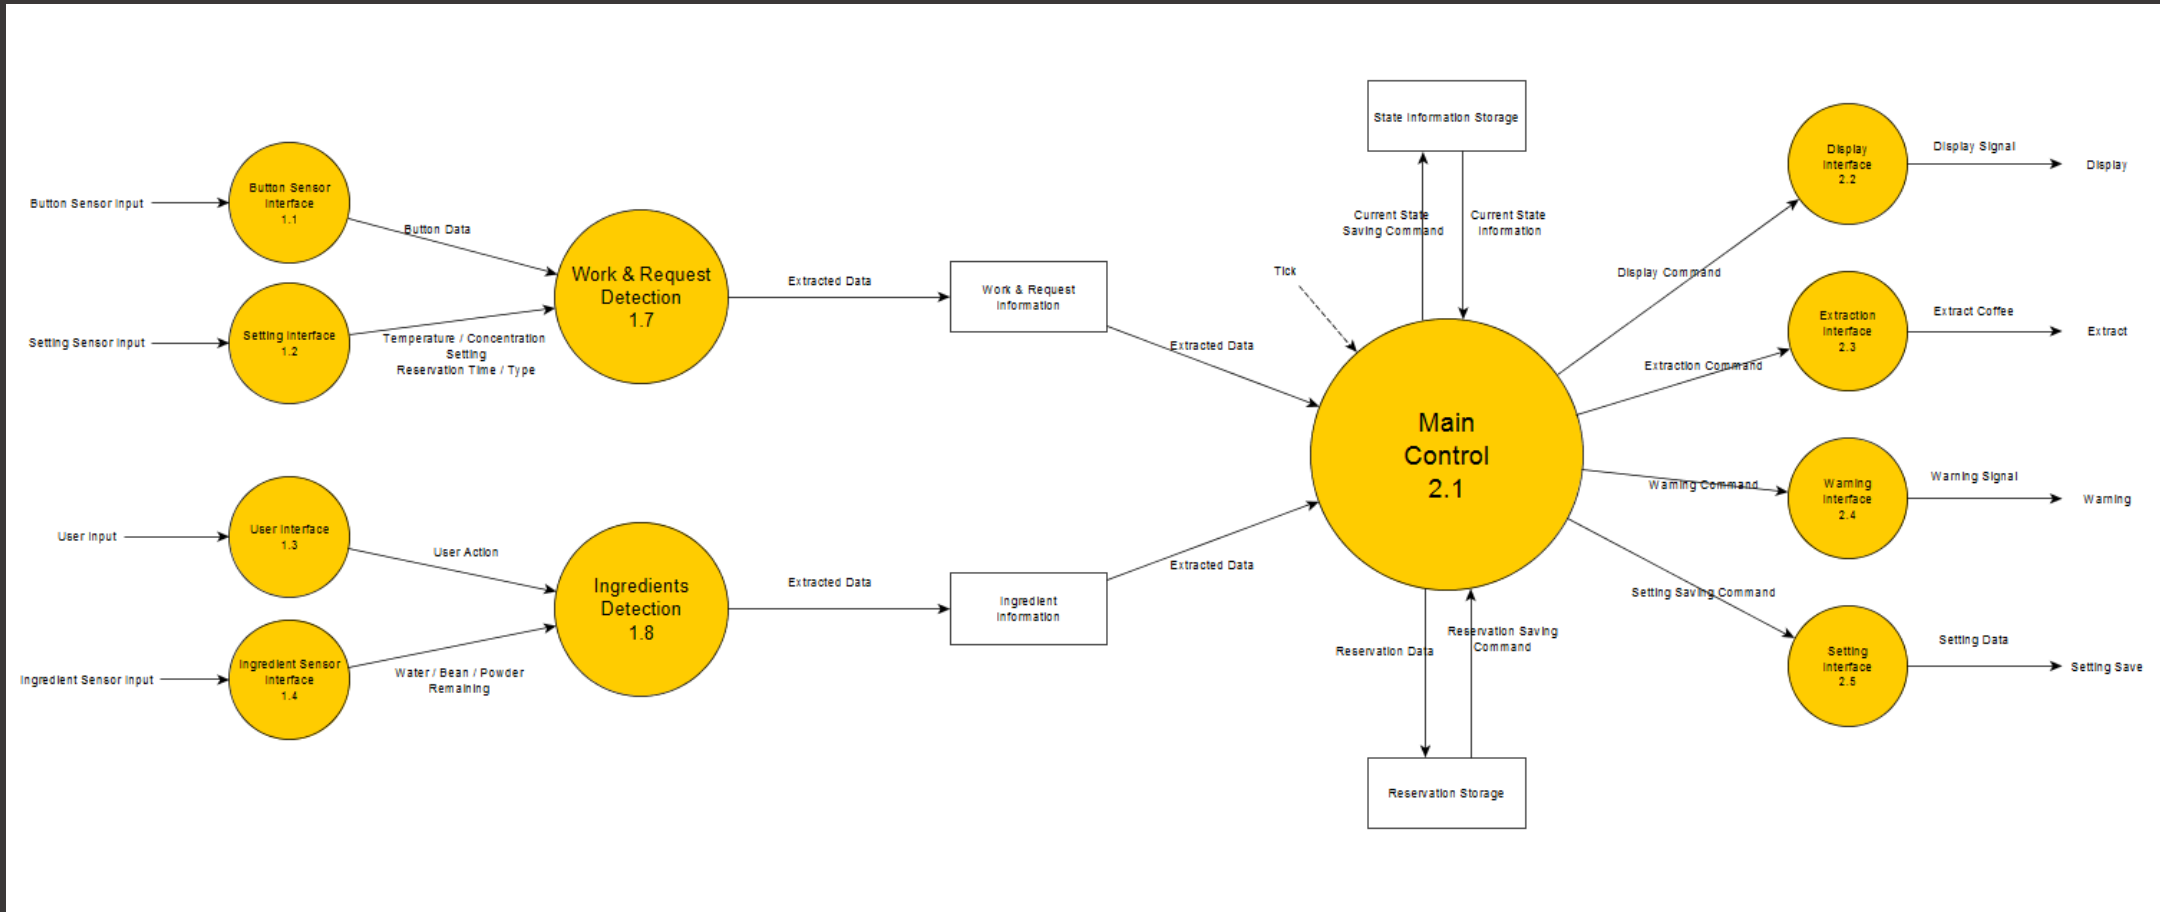 Button Sensor Input
Button Sensor
Interface
1.1
Button Data
Setting Sensor Input
Setting Interface
1.2
Temperature / Concentration
Setting
Reservation Time / Type
Work & Request
Detection
1.7
Extracted Data
Work & Request
Information
Extracted Data
User Input
User Interface
1.3
User Action
Ingredient Sensor Input
Ingredient Sensor
Interface
1.4
Water / Bean / Powder
Remaining
Ingredients
Detection
1.8
Extracted Data
Ingredient
Information
Extracted Data
State Information Storage
Current State
Saving Command
Current State
Information
Tick
Main
Control
2.1
Reservation Data
Reservation Saving
Command
Reservation Storage
Display Command
Display
Interface
2.2
Display Signal
Display
Extraction Command
Extraction
Interface
2.3
Extract Coffee
Extract
Warning Command
Warning
Interface
2.4
Warning Signal
Warning
Setting Saving Command
Setting
Interface
2.5
Setting Data
Setting Save